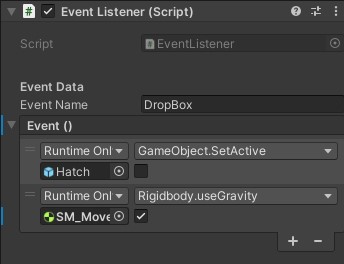 Event Listener (Script)
Script EventListener
Event Data
Event Name DropBox
Event ()
Runtime Onl GameObject.SetActive
Hatch
Runtime Onl Rigidbody.useGravity
SM_Move